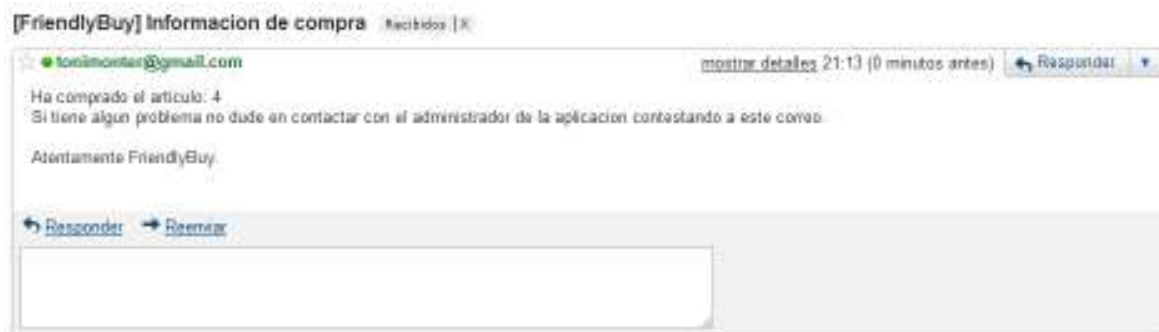 [FriendlyBuy] Informacion de compra Recibidos | X
tonimonter@gmail.com mostrar detalles 21:13 (0 minutos antes) Responder
Ha comprado el articulo: 4
Si tiene algun problema no dude en contactar con el administrador de la aplicacion contestando a este correo.
Atentamente FriendlyBuy.
Responder Reenviar